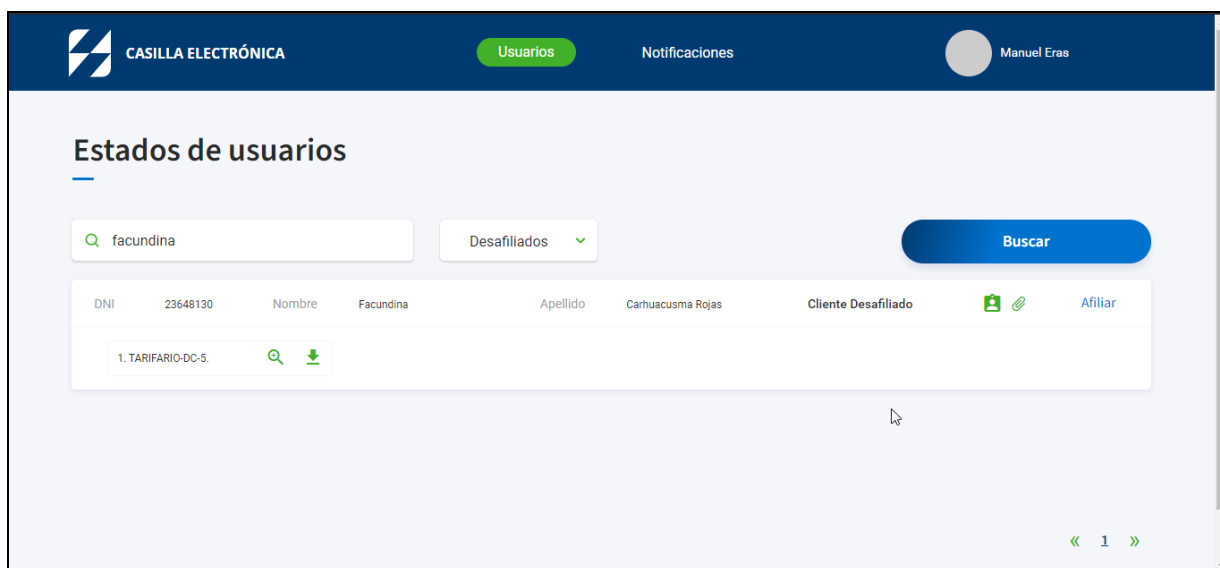 CASILLA ELECTRÓNICA Usuarios Notificaciones Manuel Eras
Estados de usuarios
facundina Desafiliados Buscar
DNI 23648130 Nombre Facundina Apellido Carhuacusma Rojas Cliente Desafiliado Afiliar
1. TARIFARIO-DC-5.
« 1 »